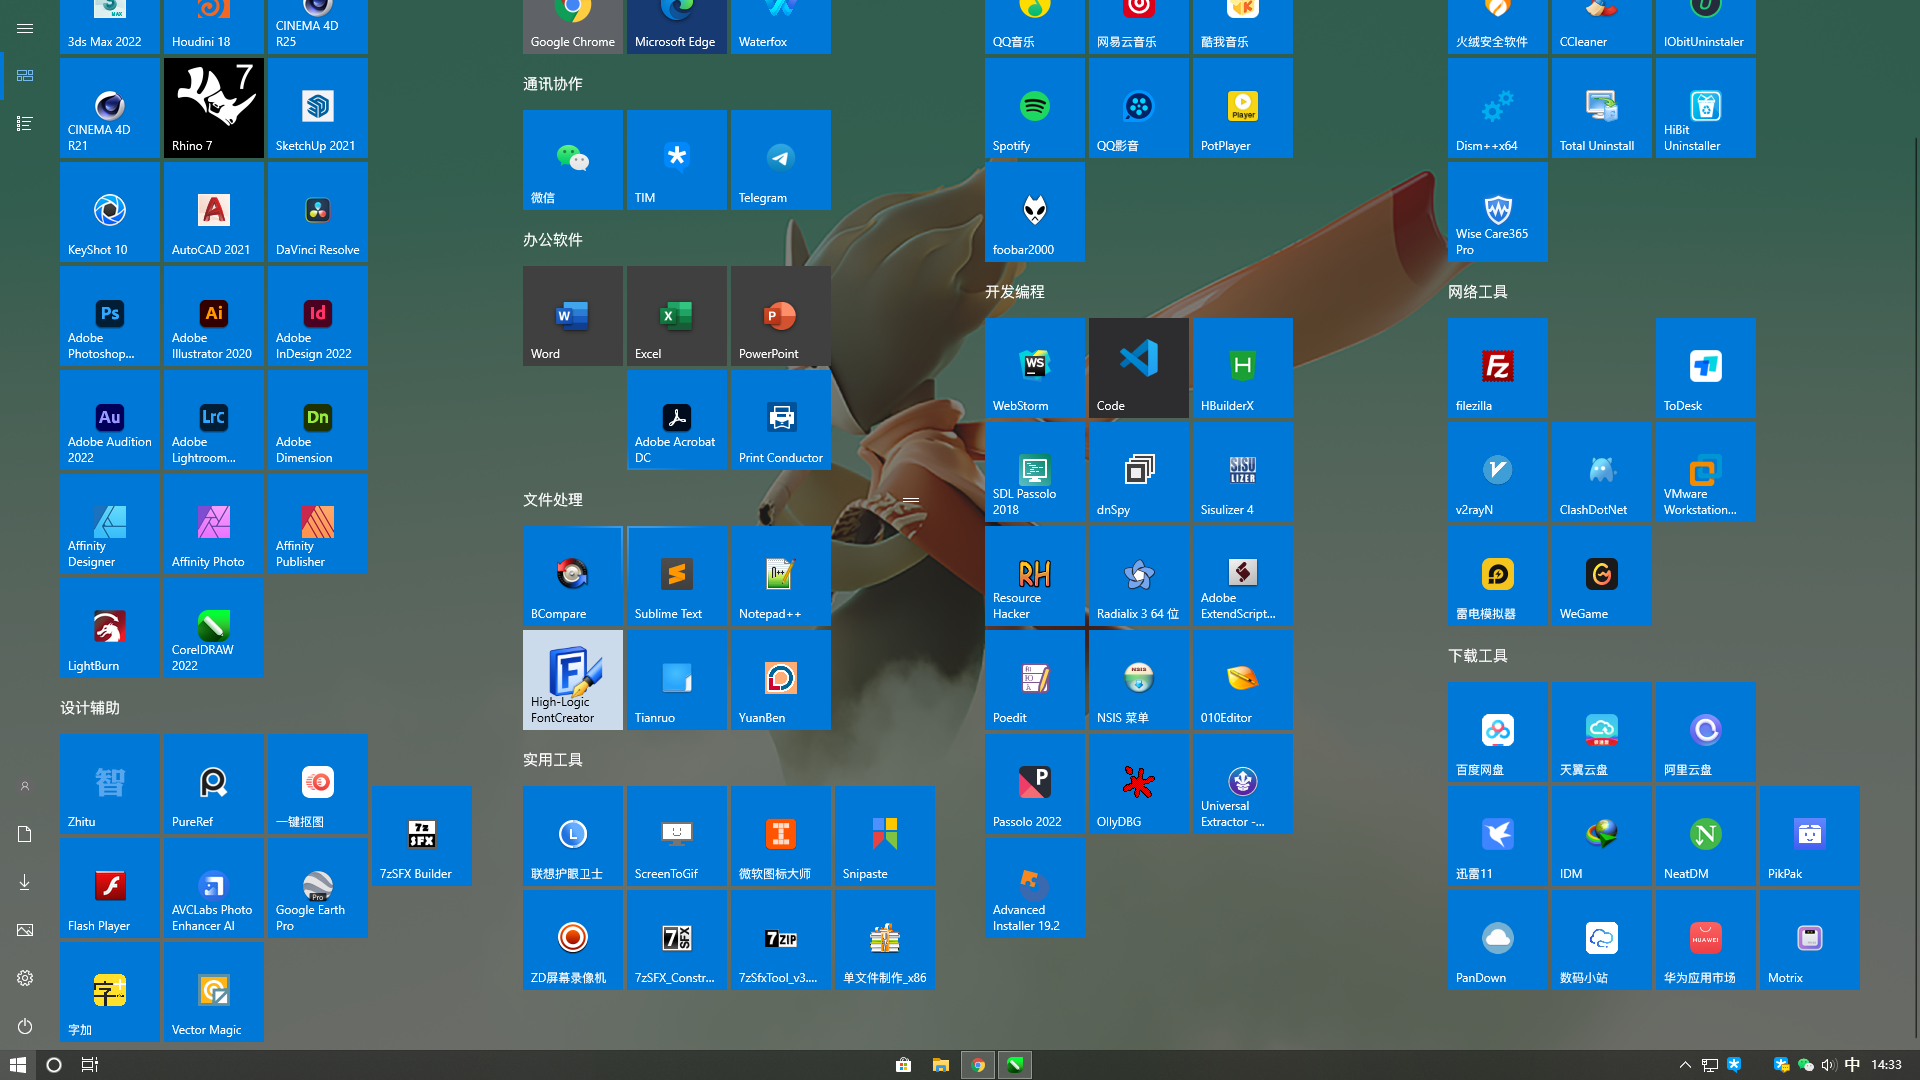 3ds Max 2022
Houdini 18
CINEMA 4D
R25
CINEMA 4D
R21
Rhino 7
SketchUp 2021
KeyShot 10
AutoCAD 2021
DaVinci Resolve
Adobe
Photoshop...
Adobe
Illustrator 2020
Adobe
InDesign 2022
Adobe Audition
2022
Adobe
Lightroom...
Adobe
Dimension
Affinity
Designer
Affinity Photo
Affinity
Publisher
LightBurn
CorelDRAW
2022
设计辅助
Zhitu
PureRef
一键抠图
7zSFX Builder
Flash Player
AVCLabs Photo
Enhancer AI
Google Earth
Pro
字加
Vector Magic
Google Chrome
Microsoft Edge
Waterfox
通讯协作
微信
TIM
Telegram
办公软件
Word
Excel
PowerPoint
Adobe Acrobat
DC
Print Conductor
文件处理
BCompare
Sublime Text
Notepad++
High-Logic
FontCreator
Tianruo
YuanBen
实用工具
联想护眼卫士
ScreenToGif
微软图标大师
Snipaste
ZD屏幕录像机
7zSFX_Constr...
7zSfxTool_v3....
单文件制作_x86
QQ音乐
网易云音乐
酷我音乐
Spotify
QQ影音
PotPlayer
foobar2000
开发编程
WebStorm
Code
HBuilderX
SDL Passolo
2018
dnSpy
Sisulizer 4
Resource
Hacker
Radialix 3 64 位
Adobe
ExtendScript...
Poedit
NSIS 菜单
010Editor
Passolo 2022
OllyDBG
Universal
Extractor -...
Advanced
Installer 19.2
火绒安全软件
CCleaner
IObitUninstaler
Dism++x64
Total Uninstall
HiBit
Uninstaller
Wise Care365
Pro
网络工具
filezilla
ToDesk
v2rayN
ClashDotNet
VMware
Workstation...
雷电模拟器
WeGame
下载工具
百度网盘
天翼云盘
阿里云盘
迅雷11
IDM
NeatDM
PikPak
PanDown
数码小站
华为应用市场
Motrix
中
14:33